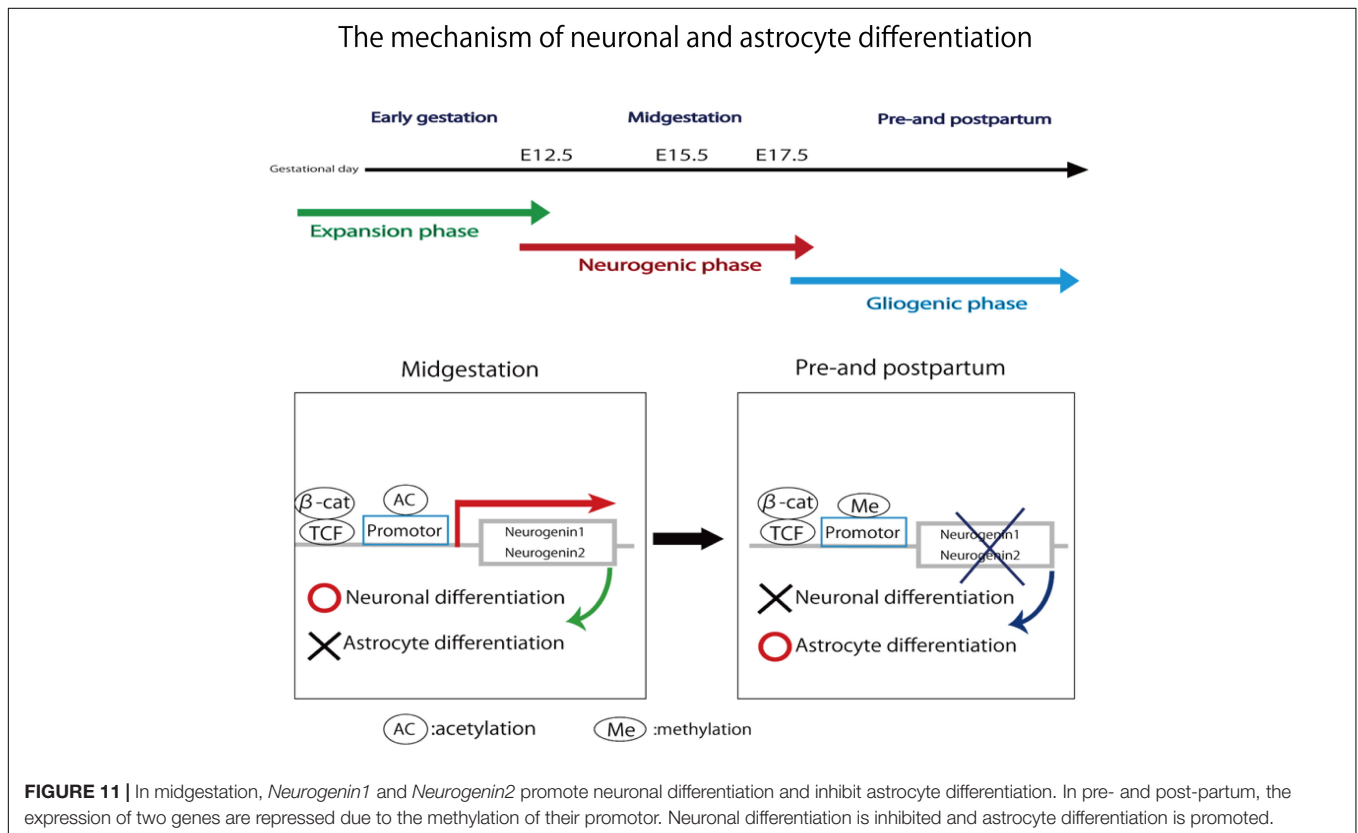 The mechanism of neuronal and astrocyte differentiation
Early gestation Midgestation Pre-and postpartum
E12.5 E15.5 E17.5
Gestational day
Expansion phase
Neurogenic phase
Gliogenic phase
Midgestation Pre-and postpartum
β-cat AC
TCF Promotor Neurogenin1
Neurogenin2
Neuronal differentiation
Astrocyte differentiation
β-cat Me
TCF Promotor Neurogenin1
Neurogenin2
Neuronal differentiation
Astrocyte differentiation
AC :acetylation Me :methylation
FIGURE 11 | In midgestation, Neurogenin1 and Neurogenin2 promote neuronal differentiation and inhibit astrocyte differentiation. In pre- and post-partum, the
expression of two genes are repressed due to the methylation of their promotor. Neuronal differentiation is inhibited and astrocyte differentiation is promoted.